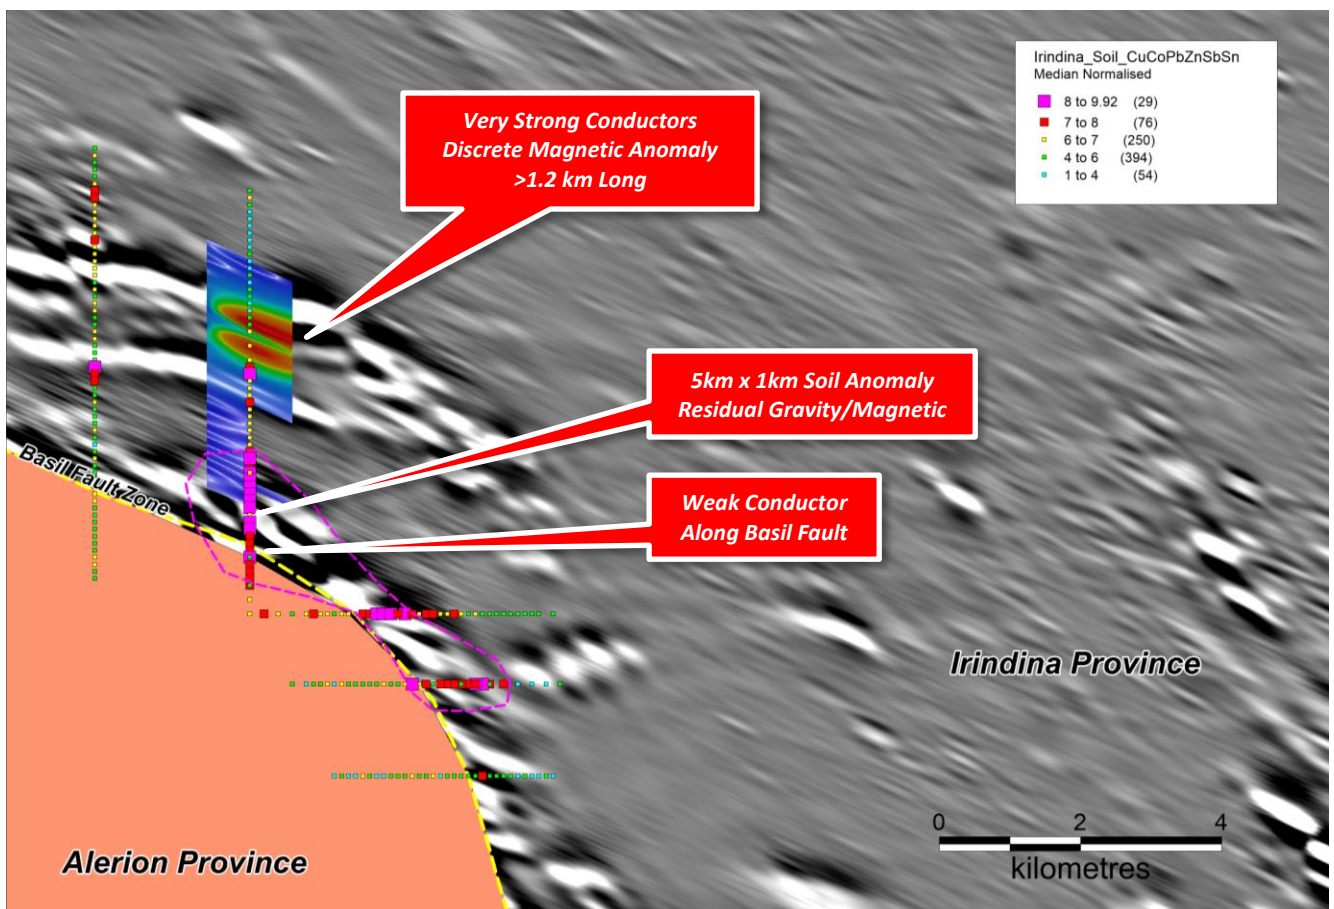 Irindina_Soil_CuCoPbZnSbSn
Median Normalised
8 to 9.92 (29)
7 to 8 (76)
6 to 7 (250)
4 to 6 (394)
1 to 4 (54)
Very Strong Conductors
Discrete Magnetic Anomaly
>1.2 km Long
5km x 1km Soil Anomaly
Residual Gravity/Magnetic
Basil Fault Zone
Weak Conductor
Along Basil Fault
Irindina Province
Alerion Province
0 2 4
kilometres